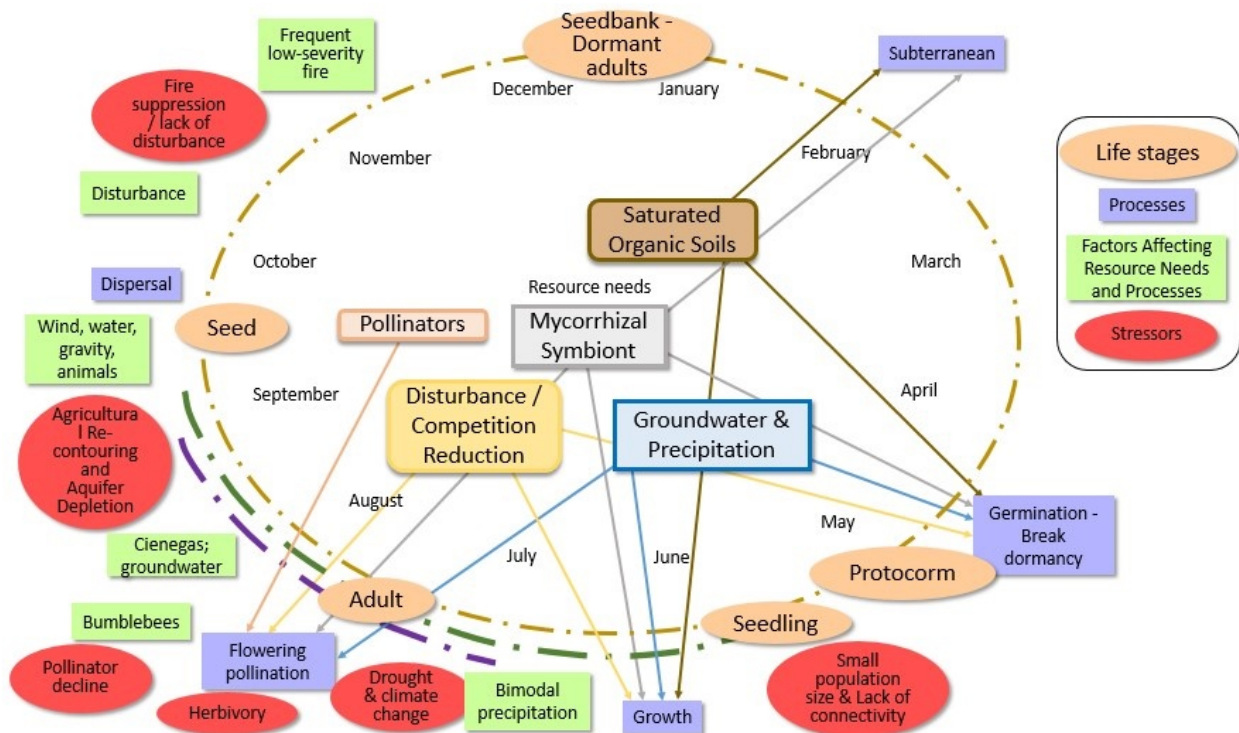 Seedbank -
Dormant
adults
Frequent
low-severity
fire
Subterranean
Fire
suppression
/ lack of
disturbance
December
January
November
February
Life stages
Disturbance
Processes
Saturated
Organic Soils
Factors Affecting
Resource Needs
and Processes
October
March
Dispersal
Resource needs
Stressors
Wind, water,
gravity,
animals
Seed
Pollinators
Mycorrhizal
Symbiont
September
April
Agricultura
l Re-
contouring
and
Aquifer
Depletion
Disturbance /
Competition
Reduction
Groundwater &
Precipitation
August
May
Germination -
Break
dormancy
Cienegas;
groundwater
July
June
Protocorm
Adult
Bumblebees
Seedling
Flowering
pollination
Pollinator
decline
Drought
& climate
change
Small
population
size & Lack of
connectivity
Herbivory
Bimodal
precipitation
Growth